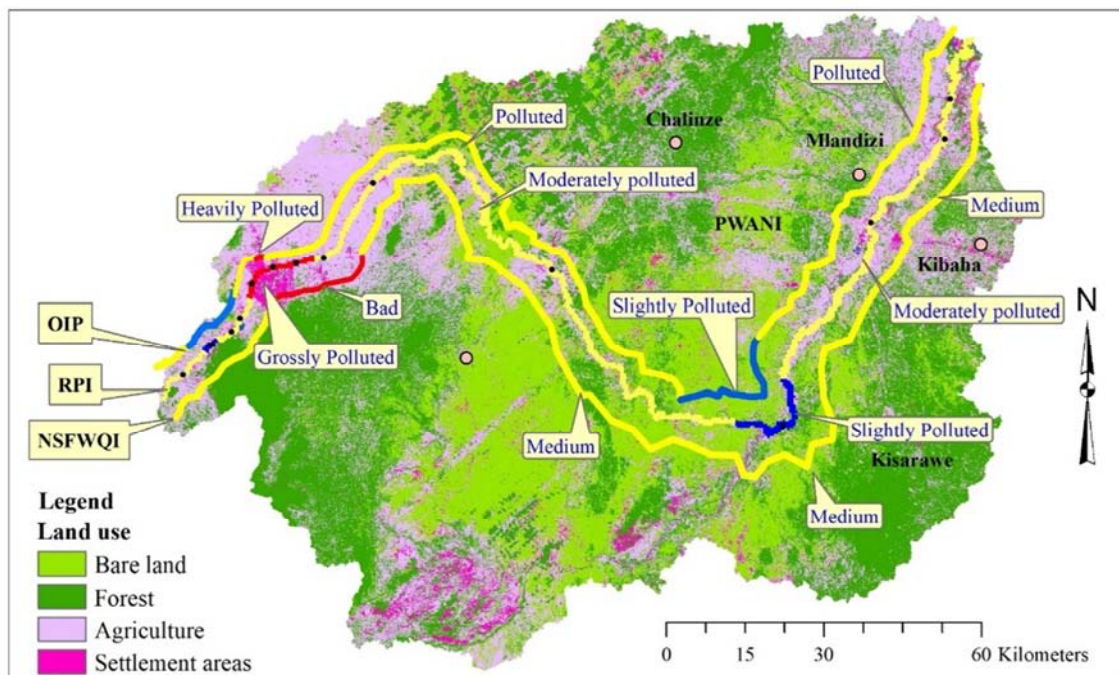 Polluted
Polluted
Chalinze
Mlandizi
Moderately polluted
Heavily Polluted
Medium
PWANI
Kibaha
Slightly Polluted
Moderately polluted
Bad
OIP
Grossly Polluted
N
RPI
NSFWQI
Medium
Slightly Polluted
Kisarawe
Medium
Legend
Land use
Bare land
Forest
Agriculture
Settlement areas
0 15 30 60 Kilometers